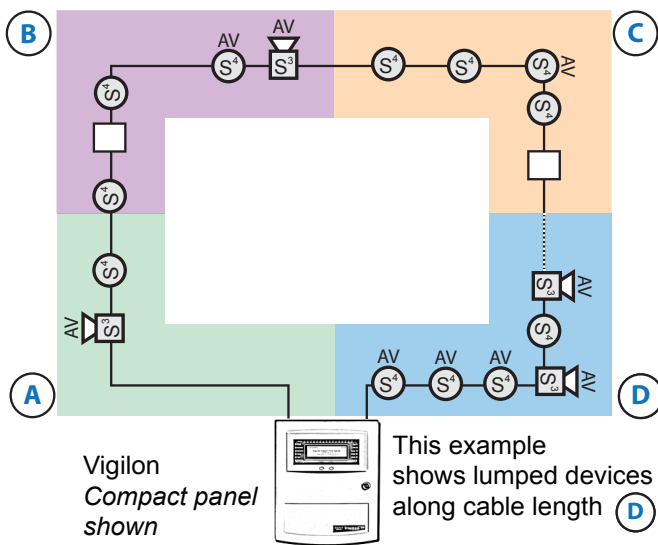 B
C
AV
AV
S⁴
S³
S⁴
S⁴
S⁴
AV
S⁴
S⁴
S⁴
S⁴
AV
S³
S³
AV
S⁴
AV
AV
AV
S⁴
S⁴
S⁴
S³
AV
A
D
Vigilon
Compact panel
shown
This example
shows lumped devices
along cable length D